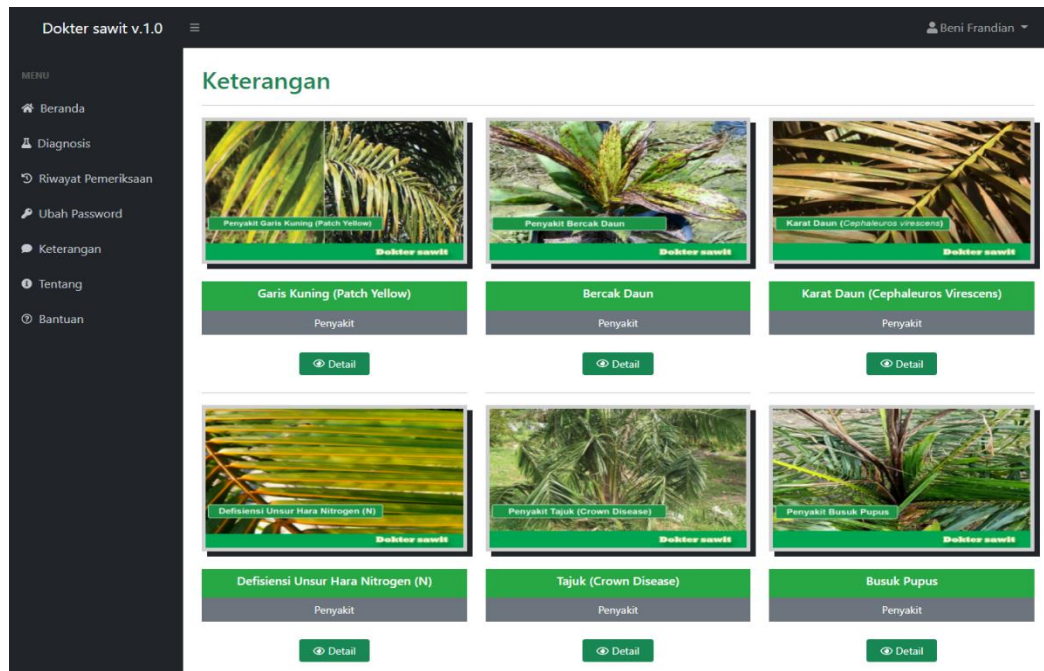 Dokter sawit v.1.0
Beni Frandian
MENU
Beranda
Diagnosis
Riwayat Pemeriksaan
Ubah Password
Keterangan
Tentang
Bantuan
Keterangan
Penyakit Garis Kuning (Patch Yellow)
Dokter sawit
Garis Kuning (Patch Yellow)
Penyakit
Detail
Penyakit Bercak Daun
Dokter sawit
Bercak Daun
Penyakit
Detail
Karat Daun (Cephaleuros virescens)
Dokter sawit
Karat Daun (Cephaleuros Virescens)
Penyakit
Detail
Defisiensi Unsur Hara Nitrogen (N)
Dokter sawit
Defisiensi Unsur Hara Nitrogen (N)
Penyakit
Detail
Penyakit Tajuk (Crown Disease)
Dokter sawit
Tajuk (Crown Disease)
Penyakit
Detail
Penyakit Busuk Pupus
Dokter sawit
Busuk Pupus
Penyakit
Detail